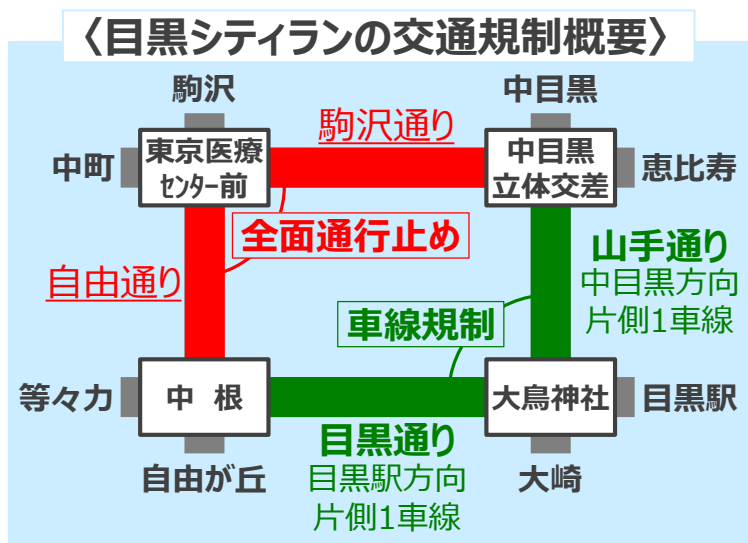 〈目黒シティランの交通規制概要〉
駒沢
中目黒
駒沢通り
中町
東京医療
センター前
中目黒
立体交差
恵比寿
全面通行止め
山手通り
中目黒方向
片側1車線
自由通り
車線規制
等々力
中 根
大鳥神社
目黒駅
自由が丘
目黒通り
目黒駅方向
片側1車線
大崎